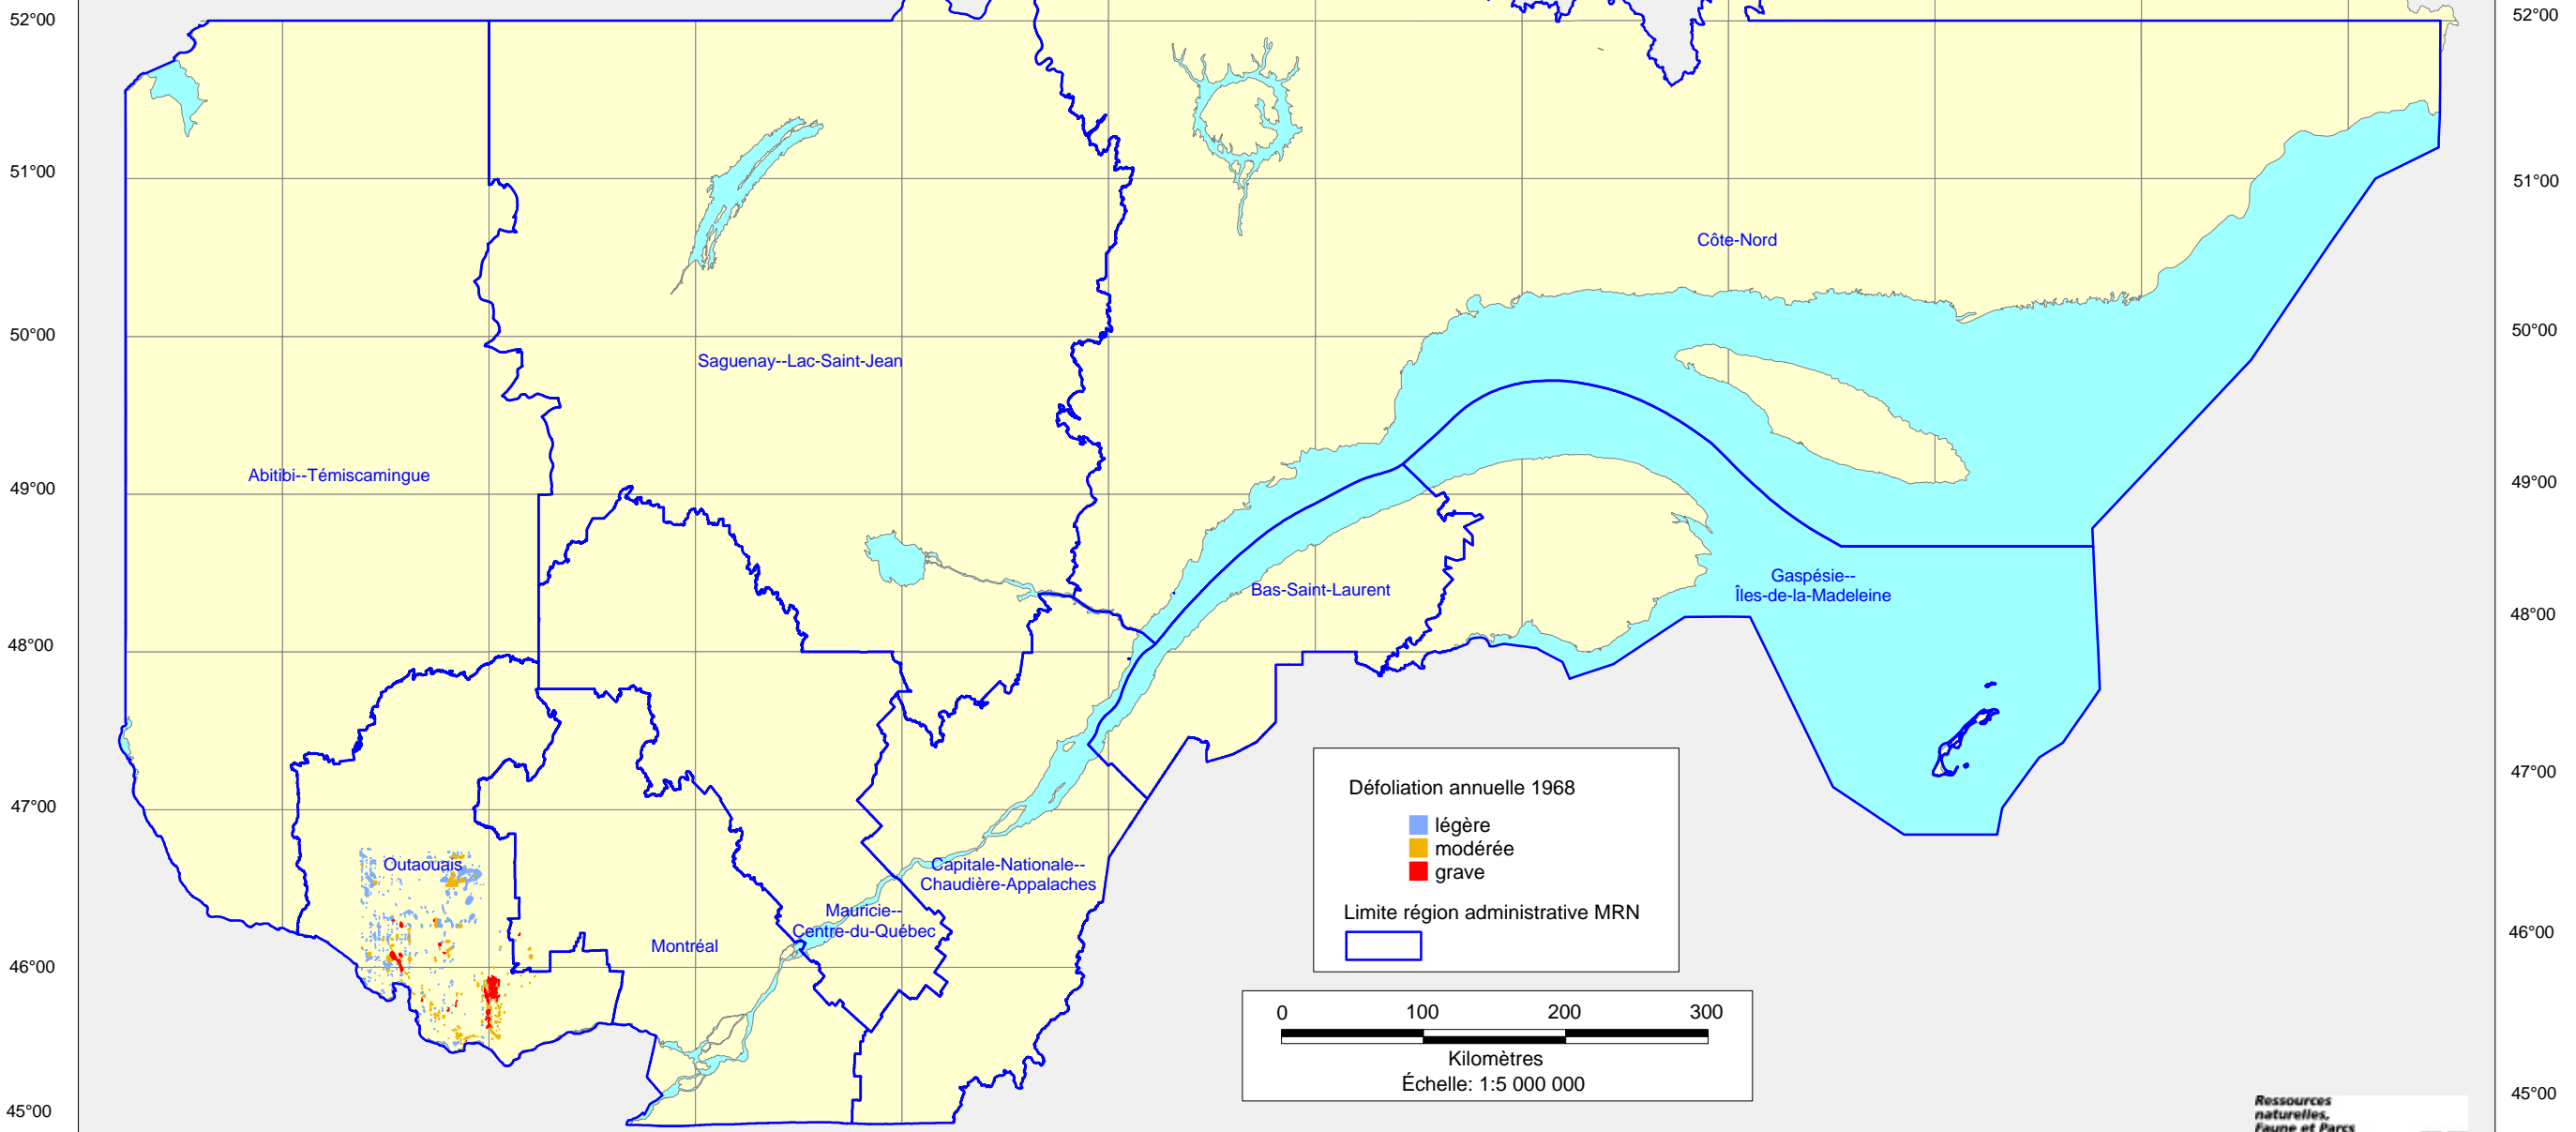 52°00
52°00
51°00
51°00
Côte-Nord
50°00
50°00
Saguenay--Lac-Saint-Jean
Abitibi--Témiscamingue
49°00
49°00
Gaspésie--
Îles-de-la-Madeleine
Bas-Saint-Laurent
48°00
48°00
47°00
47°00
Défoliation annuelle 1968
légère
modérée
grave
Limite région administrative MRN
Outaouais
Capitale-Nationale--
Chaudière-Appalaches
Mauricie--
Centre-du-Québec
Montréal
46°00
46°00
0 100 200 300
Kilomètres
Échelle: 1:5 000 000
45°00
45°00
Ressources
naturelles,
Faune et Parcs